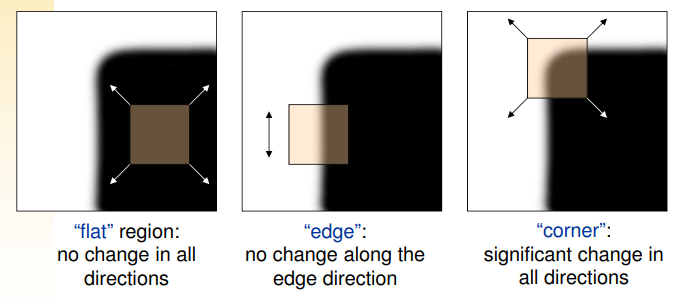 “flat” region:
no change in all
directions
“edge”:
no change along the
edge direction
“corner”:
significant change in
all directions